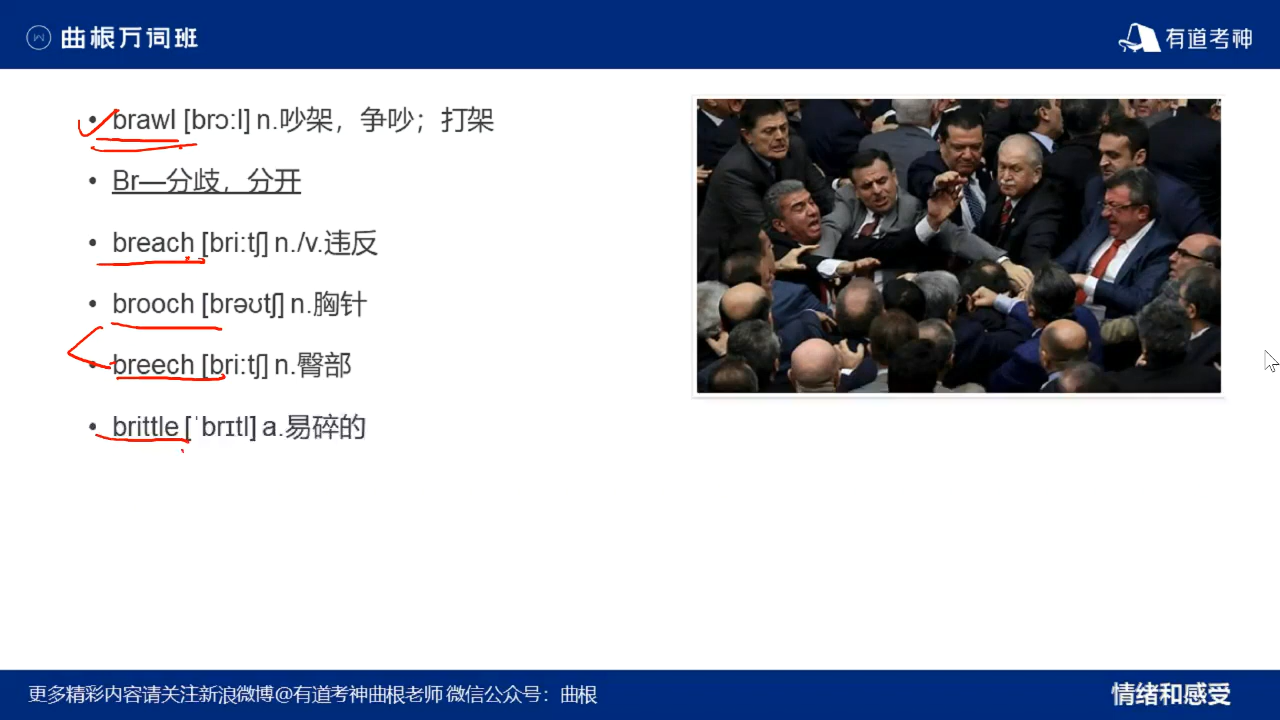 曲根万词班
有道考神
• brawl [brɔ:l] n.吵架，争吵；打架
• Br—分歧，分开
• breach [bri:tʃ] n./v.违反
• brooch [brəʊtʃ] n.胸针
• breech [bri:tʃ] n.臀部
• brittle [ˈbrɪtl] a.易碎的
更多精彩内容请关注新浪微博@有道考神曲根老师 微信公众号：曲根
情绪和感受